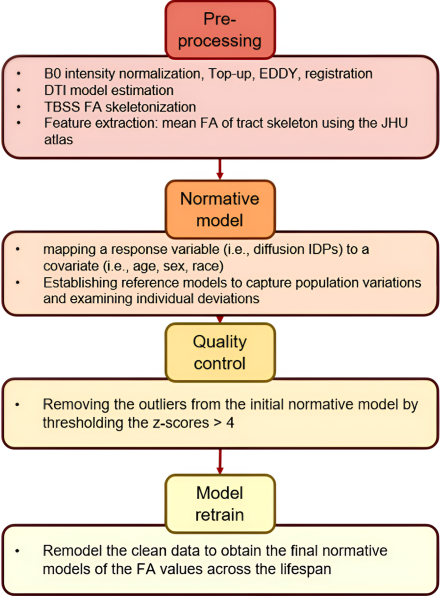 Pre-
processing
• B0 intensity normalization, Top-up, EDDY, registration
• DTI model estimation
• TBSS FA skeletonization
• Feature extraction: mean FA of tract skeleton using the JHU
atlas
Normative
model
• mapping a response variable (i.e., diffusion IDPs) to a
covariate (i.e., age, sex, race)
• Establishing reference models to capture population variations
and examining individual deviations
Quality
control
• Removing the outliers from the initial normative model by
thresholding the z-scores > 4
Model
retrain
• Remodel the clean data to obtain the final normative
models of the FA values across the lifespan